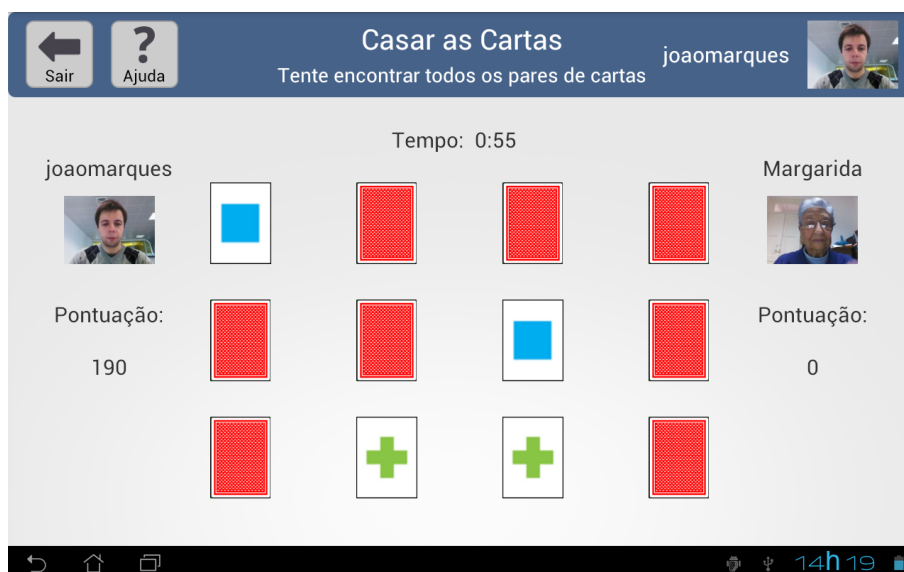 Sair
Ajuda
Casar as Cartas
Tente encontrar todos os pares de cartas
joaomarques
Tempo: 0:55
joaomarques
Margarida
Pontuação:
190
Pontuação:
0
14h19